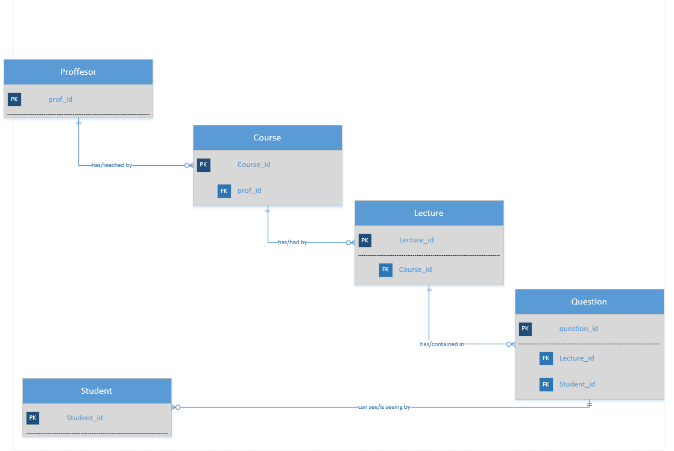 Proffesor
PK prof_id
Course
has/teached by
PK Course_id
FK prof_id
Lecture
PK Lecture_id
has/had by
FK Course_id
Question
PK question_id
has/contained in
FK Lecture_id
FK Student_id
Student
can see/is seeing by
PK Student_id